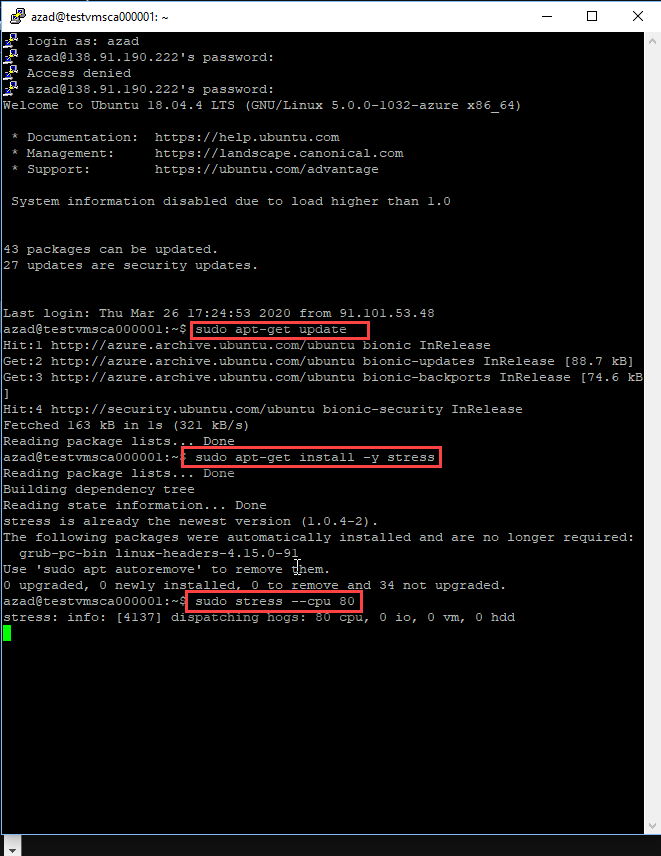 azad@testvmsca000001: ~
login as: azad
azad@138.91.190.222's password:
Access denied
azad@138.91.190.222's password:
Welcome to Ubuntu 18.04.4 LTS (GNU/Linux 5.0.0-1032-azure x86_64)
* Documentation:  https://help.ubuntu.com
* Management:     https://landscape.canonical.com
* Support:        https://ubuntu.com/advantage
System information disabled due to load higher than 1.0
43 packages can be updated.
27 updates are security updates.
Last login: Thu Mar 26 17:24:53 2020 from 91.101.53.48
azad@testvmsca000001:~$ sudo apt-get update
Hit:1 http://azure.archive.ubuntu.com/ubuntu bionic InRelease
Get:2 http://azure.archive.ubuntu.com/ubuntu bionic-updates InRelease [88.7 kB]
Get:3 http://azure.archive.ubuntu.com/ubuntu bionic-backports InRelease [74.6 kB
]
Hit:4 http://security.ubuntu.com/ubuntu bionic-security InRelease
Fetched 163 kB in 1s (321 kB/s)
Reading package lists... Done
azad@testvmsca000001:~$ sudo apt-get install -y stress
Reading package lists... Done
Building dependency tree
Reading state information... Done
stress is already the newest version (1.0.4-2).
The following packages were automatically installed and are no longer required:
grub-pc-bin linux-headers-4.15.0-91
Use 'sudo apt autoremove' to remove them.
0 upgraded, 0 newly installed, 0 to remove and 34 not upgraded.
azad@testvmsca000001:~$ sudo stress --cpu 80
stress: info: [4137] dispatching hogs: 80 cpu, 0 io, 0 vm, 0 hdd